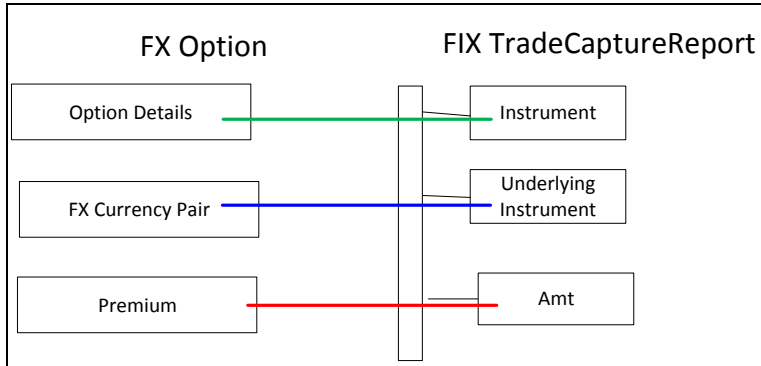 FX Option
FIX TradeCaptureReport
Option Details
Instrument
FX Currency Pair
Underlying
Instrument
Premium
Amt